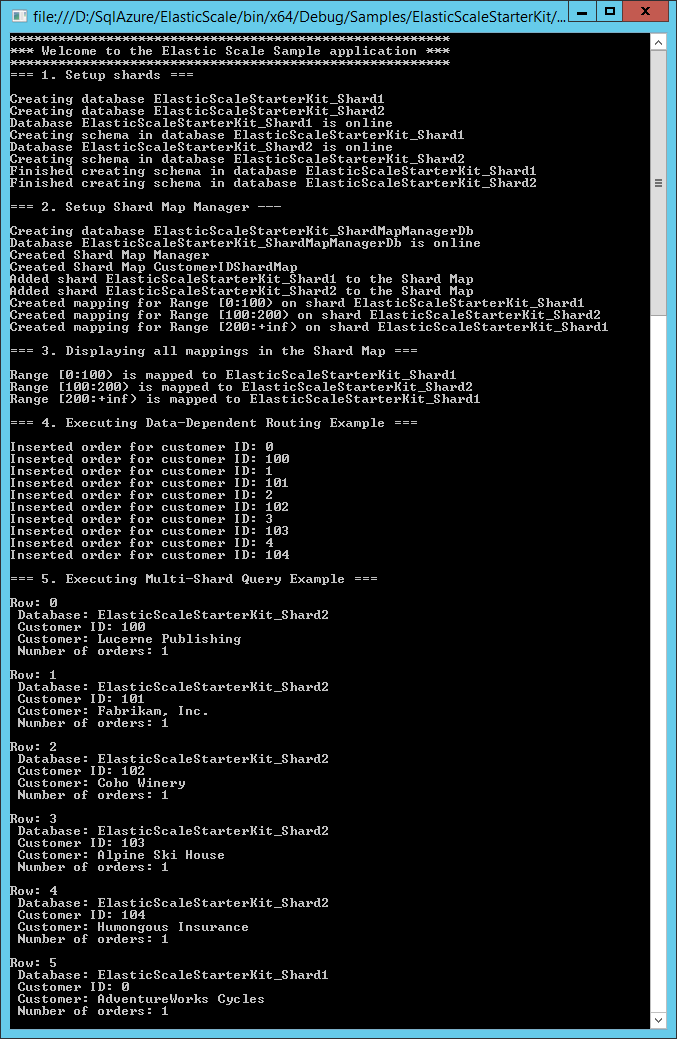 file:///D:/SqlAzure/ElasticScale/bin/x64/Debug/Samples/ElasticScaleStarterKit/...
*******************************************************
*** Welcome to the Elastic Scale Sample application ***
*******************************************************
=== 1. Setup shards ===
Creating database ElasticScaleStarterKit_Shard1
Creating database ElasticScaleStarterKit_Shard2
Database ElasticScaleStarterKit_Shard1 is online
Creating schema in database ElasticScaleStarterKit_Shard1
Database ElasticScaleStarterKit_Shard2 is online
Creating schema in database ElasticScaleStarterKit_Shard2
Finished creating schema in database ElasticScaleStarterKit_Shard1
Finished creating schema in database ElasticScaleStarterKit_Shard2
=== 2. Setup Shard Map Manager ---
Creating database ElasticScaleStarterKit_ShardMapManagerDb
Database ElasticScaleStarterKit_ShardMapManagerDb is online
Created Shard Map Manager
Created Shard Map CustomerIDShardMap
Added shard ElasticScaleStarterKit_Shard1 to the Shard Map
Added shard ElasticScaleStarterKit_Shard2 to the Shard Map
Created mapping for Range [0:100) on shard ElasticScaleStarterKit_Shard1
Created mapping for Range [100:200) on shard ElasticScaleStarterKit_Shard2
Created mapping for Range [200:+inf) on shard ElasticScaleStarterKit_Shard1
=== 3. Displaying all mappings in the Shard Map ===
Range [0:100) is mapped to ElasticScaleStarterKit_Shard1
Range [100:200) is mapped to ElasticScaleStarterKit_Shard2
Range [200:+inf) is mapped to ElasticScaleStarterKit_Shard1
=== 4. Executing Data-Dependent Routing Example ===
Inserted order for customer ID: 0
Inserted order for customer ID: 100
Inserted order for customer ID: 1
Inserted order for customer ID: 101
Inserted order for customer ID: 2
Inserted order for customer ID: 102
Inserted order for customer ID: 3
Inserted order for customer ID: 103
Inserted order for customer ID: 4
Inserted order for customer ID: 104
=== 5. Executing Multi-Shard Query Example ===
Row: 0
Database: ElasticScaleStarterKit_Shard2
Customer ID: 100
Customer: Lucerne Publishing
Number of orders: 1
Row: 1
Database: ElasticScaleStarterKit_Shard2
Customer ID: 101
Customer: Fabrikam, Inc.
Number of orders: 1
Row: 2
Database: ElasticScaleStarterKit_Shard2
Customer ID: 102
Customer: Coho Winery
Number of orders: 1
Row: 3
Database: ElasticScaleStarterKit_Shard2
Customer ID: 103
Customer: Alpine Ski House
Number of orders: 1
Row: 4
Database: ElasticScaleStarterKit_Shard2
Customer ID: 104
Customer: Humongous Insurance
Number of orders: 1
Row: 5
Database: ElasticScaleStarterKit_Shard1
Customer ID: 0
Customer: AdventureWorks Cycles
Number of orders: 1